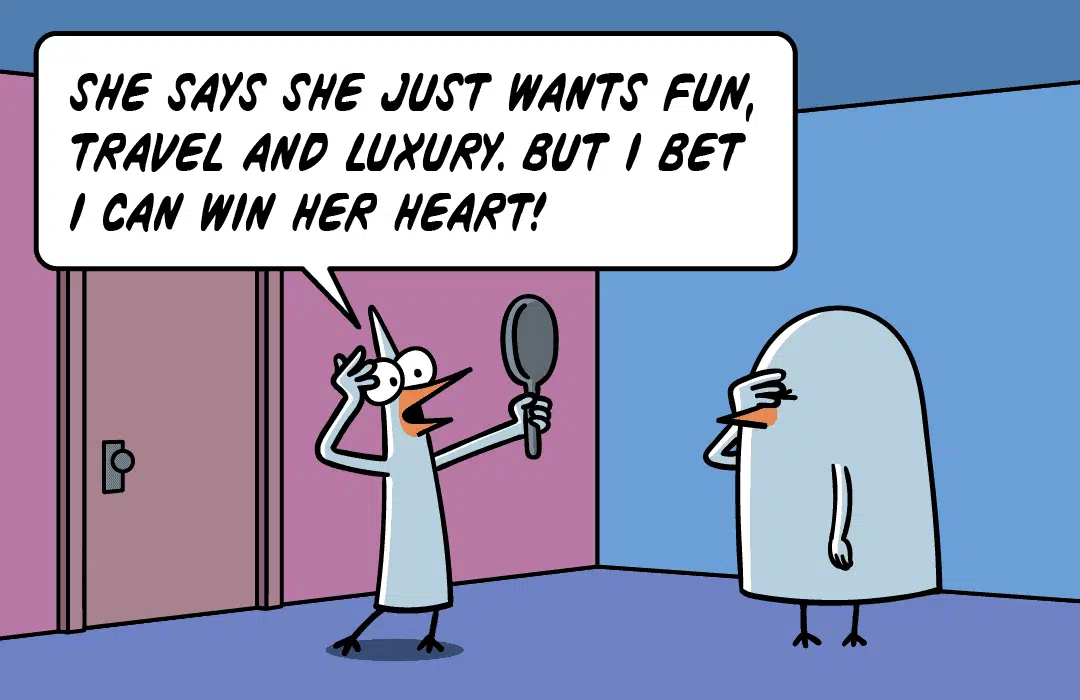 SHE SAYS SHE JUST WANTS FUN,
TRAVEL AND LUXURY. BUT I BET
I CAN WIN HER HEART!